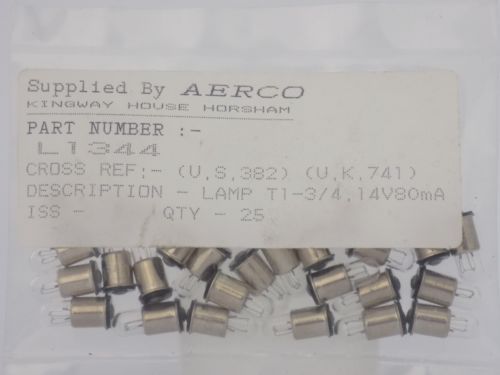 Supplied By AERCO
KINGWAY HOUSE HORSHAM
PART NUMBER :-
L1344
CROSS REF:- (U,S,382) (U,K,741)
DESCRIPTION - LAMP T1-3/4,14V80mA
ISS - QTY - 25